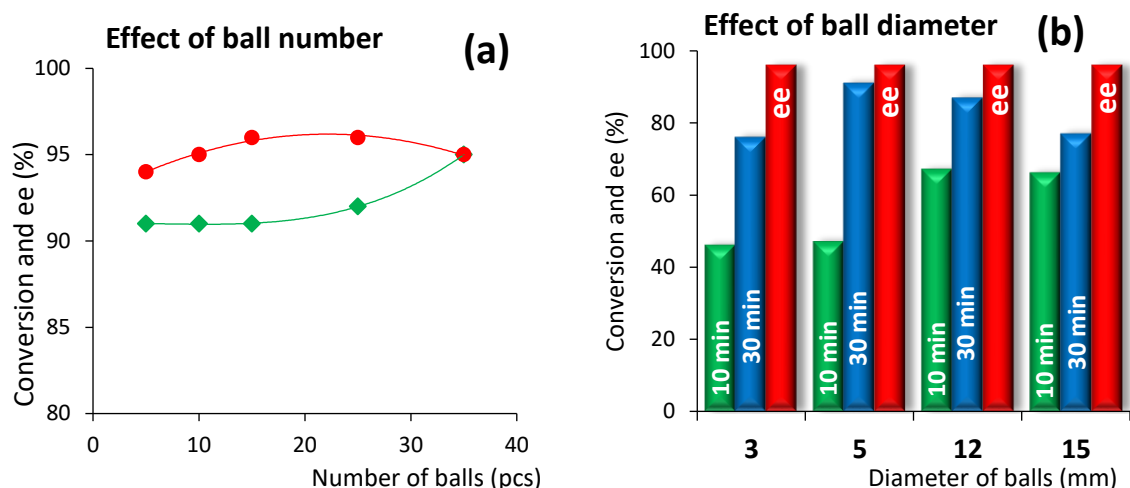 Effect of ball number
(a)
Conversion and ee (%)
100
95
90
85
80
0 10 20 30 40
Number of balls (pcs)
Effect of ball diameter
(b)
Conversion and ee (%)
100
80
60
40
20
0
10 min 30 min ee
10 min 30 min ee
10 min 30 min ee
10 min 30 min ee
3 5 12 15
Diameter of balls (mm)